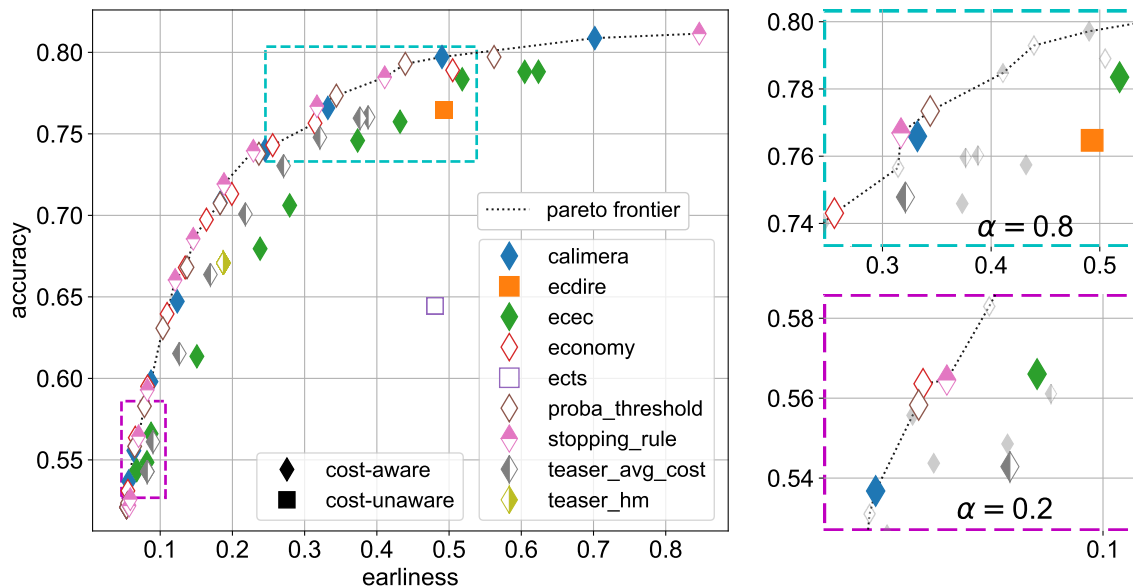 0.80
0.75
0.70
0.65
0.60
0.55
accuracy
0.1 0.2 0.3 0.4 0.5 0.6 0.7 0.8
earliness
pareto frontier
calimera
ecdire
ecec
economy
ects
proba_threshold
stopping_rule
teaser_avg_cost
teaser_hm
cost-aware
cost-unaware
0.80
0.78
0.76
0.74
α = 0.8
0.3 0.4 0.5
0.58
0.56
0.54
α = 0.2
0.1